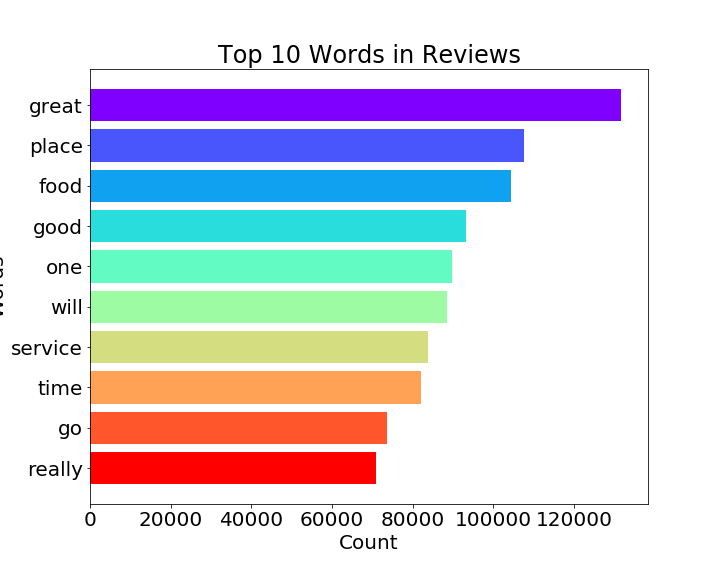 Top 10 Words in Reviews
great
place
food
good
one
will
service
time
go
really
0 20000 40000 60000 80000 100000 120000
Count